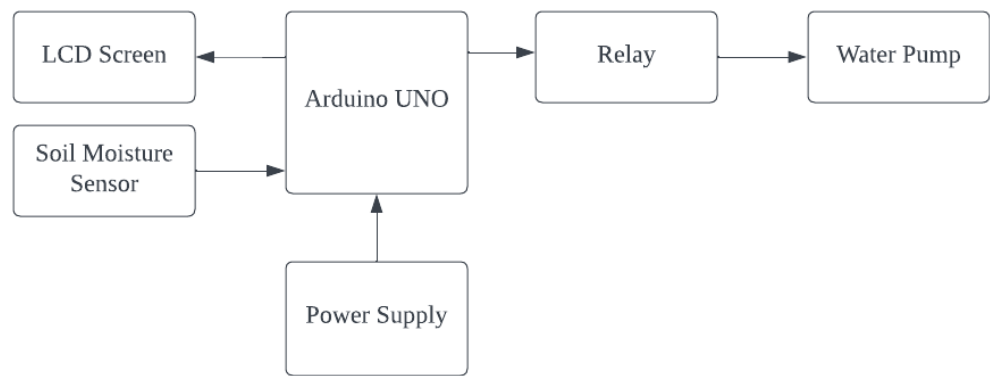 LCD Screen
Arduino UNO
Relay
Water Pump
Soil Moisture
Sensor
Power Supply